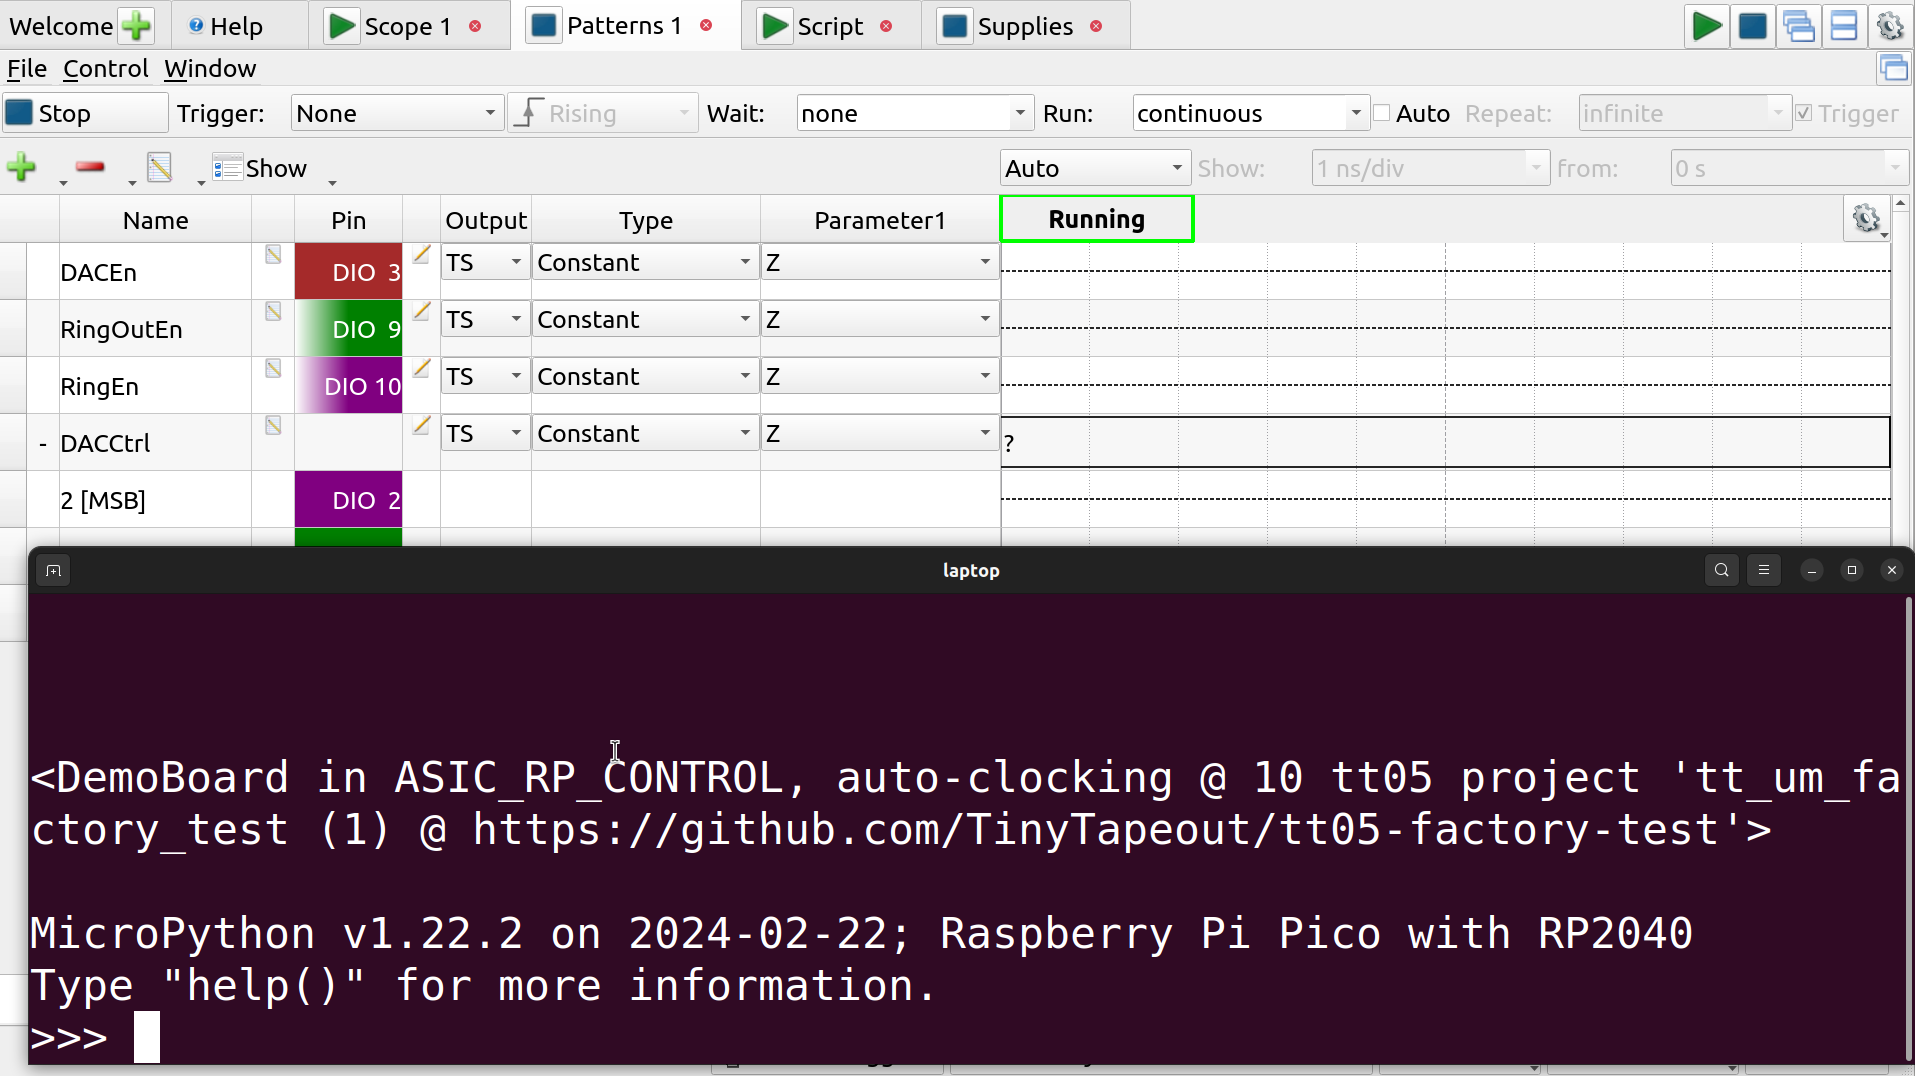 Welcome Help Scope 1 Patterns 1 Script Supplies
File Control Window
Stop Trigger: None Rising Wait: none Run: continuous Auto Repeat: infinite Trigger
Show Auto Show: 1 ns/div from: 0 s
Name Pin Output Type Parameter1 Running
DACEn DIO 3 TS Constant Z
RingOutEn DIO 9 TS Constant Z
RingEn DIO 10 TS Constant Z
- DACCtrl TS Constant Z ?
2 [MSB] DIO 2
laptop
<DemoBoard in ASIC_RP_CONTROL, auto-clocking @ 10 tt05 project 'tt_um_fa
ctory_test (1) @ https://github.com/TinyTapeout/tt05-factory-test'>
MicroPython v1.22.2 on 2024-02-22; Raspberry Pi Pico with RP2040
Type "help()" for more information.
>>>